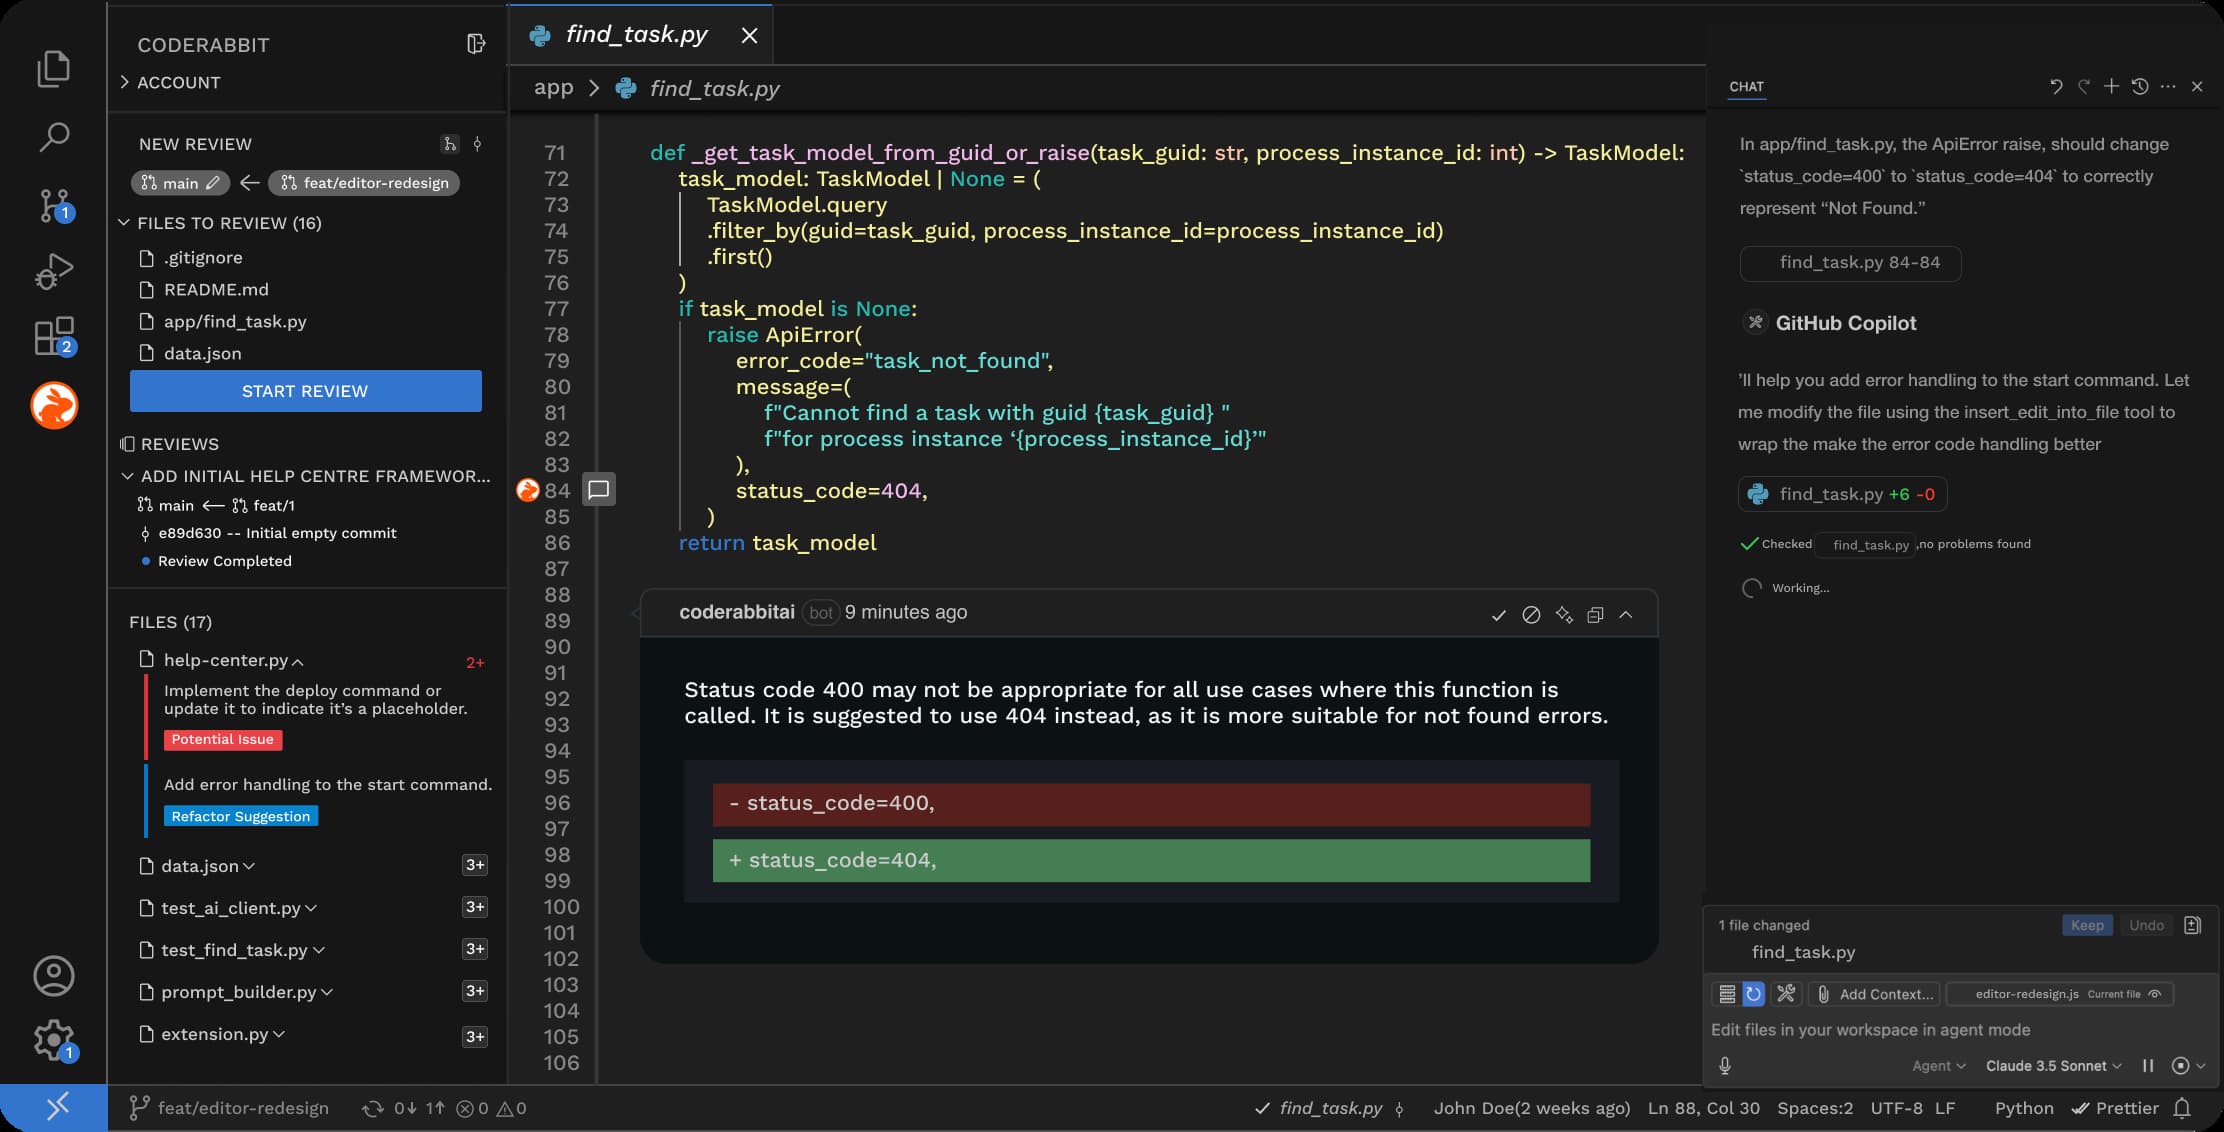 CODERABBIT
ACCOUNT
NEW REVIEW
main feat/editor-redesign
FILES TO REVIEW (16)
.gitignore
README.md
app/find_task.py
data.json
START REVIEW
REVIEWS
ADD INITIAL HELP CENTRE FRAMEWOR...
main feat/1
e89d630 -- Initial empty commit
Review Completed
FILES (17)
help-center.py 2+
Implement the deploy command or
update it to indicate it’s a placeholder.
Potential Issue
Add error handling to the start command.
Refactor Suggestion
data.json 3+
test_ai_client.py 3+
test_find_task.py 3+
prompt_builder.py 3+
extension.py 3+
1
2
1
find_task.py
app > find_task.py
71 def _get_task_model_from_guid_or_raise(task_guid: str, process_instance_id: int) -> TaskModel:
72 task_model: TaskModel | None = (
73 TaskModel.query
74 .filter_by(guid=task_guid, process_instance_id=process_instance_id)
75 .first()
76 )
77 if task_model is None:
78 raise ApiError(
79 error_code="task_not_found",
80 message=(
81 f"Cannot find a task with guid {task_guid} "
82 f"for process instance ‘{process_instance_id}’"
83 ),
84 status_code=404,
85 )
86 return task_model
87
88
89
90
91
92
93
94
95
96
97
98
99
100
101
102
103
104
105
106
coderabbitai bot 9 minutes ago
Status code 400 may not be appropriate for all use cases where this function is
called. It is suggested to use 404 instead, as it is more suitable for not found errors.
- status_code=400,
+ status_code=404,
CHAT
In app/find_task.py, the ApiError raise, should change
`status_code=400` to `status_code=404` to correctly
represent “Not Found.”
find_task.py 84-84
GitHub Copilot
’ll help you add error handling to the start command. Let
me modify the file using the insert_edit_into_file tool to
wrap the make the error code handling better
find_task.py +6 -0
Checked find_task.py ,no problems found
Working...
1 file changed Keep Undo
find_task.py
Add Context... editor-redesign.js Current file
Edit files in your workspace in agent mode
Agent Claude 3.5 Sonnet
feat/editor-redesign 0↓ 1↑ 0 0 find_task.py John Doe(2 weeks ago) Ln 88, Col 30 Spaces:2 UTF-8 LF Python Prettier